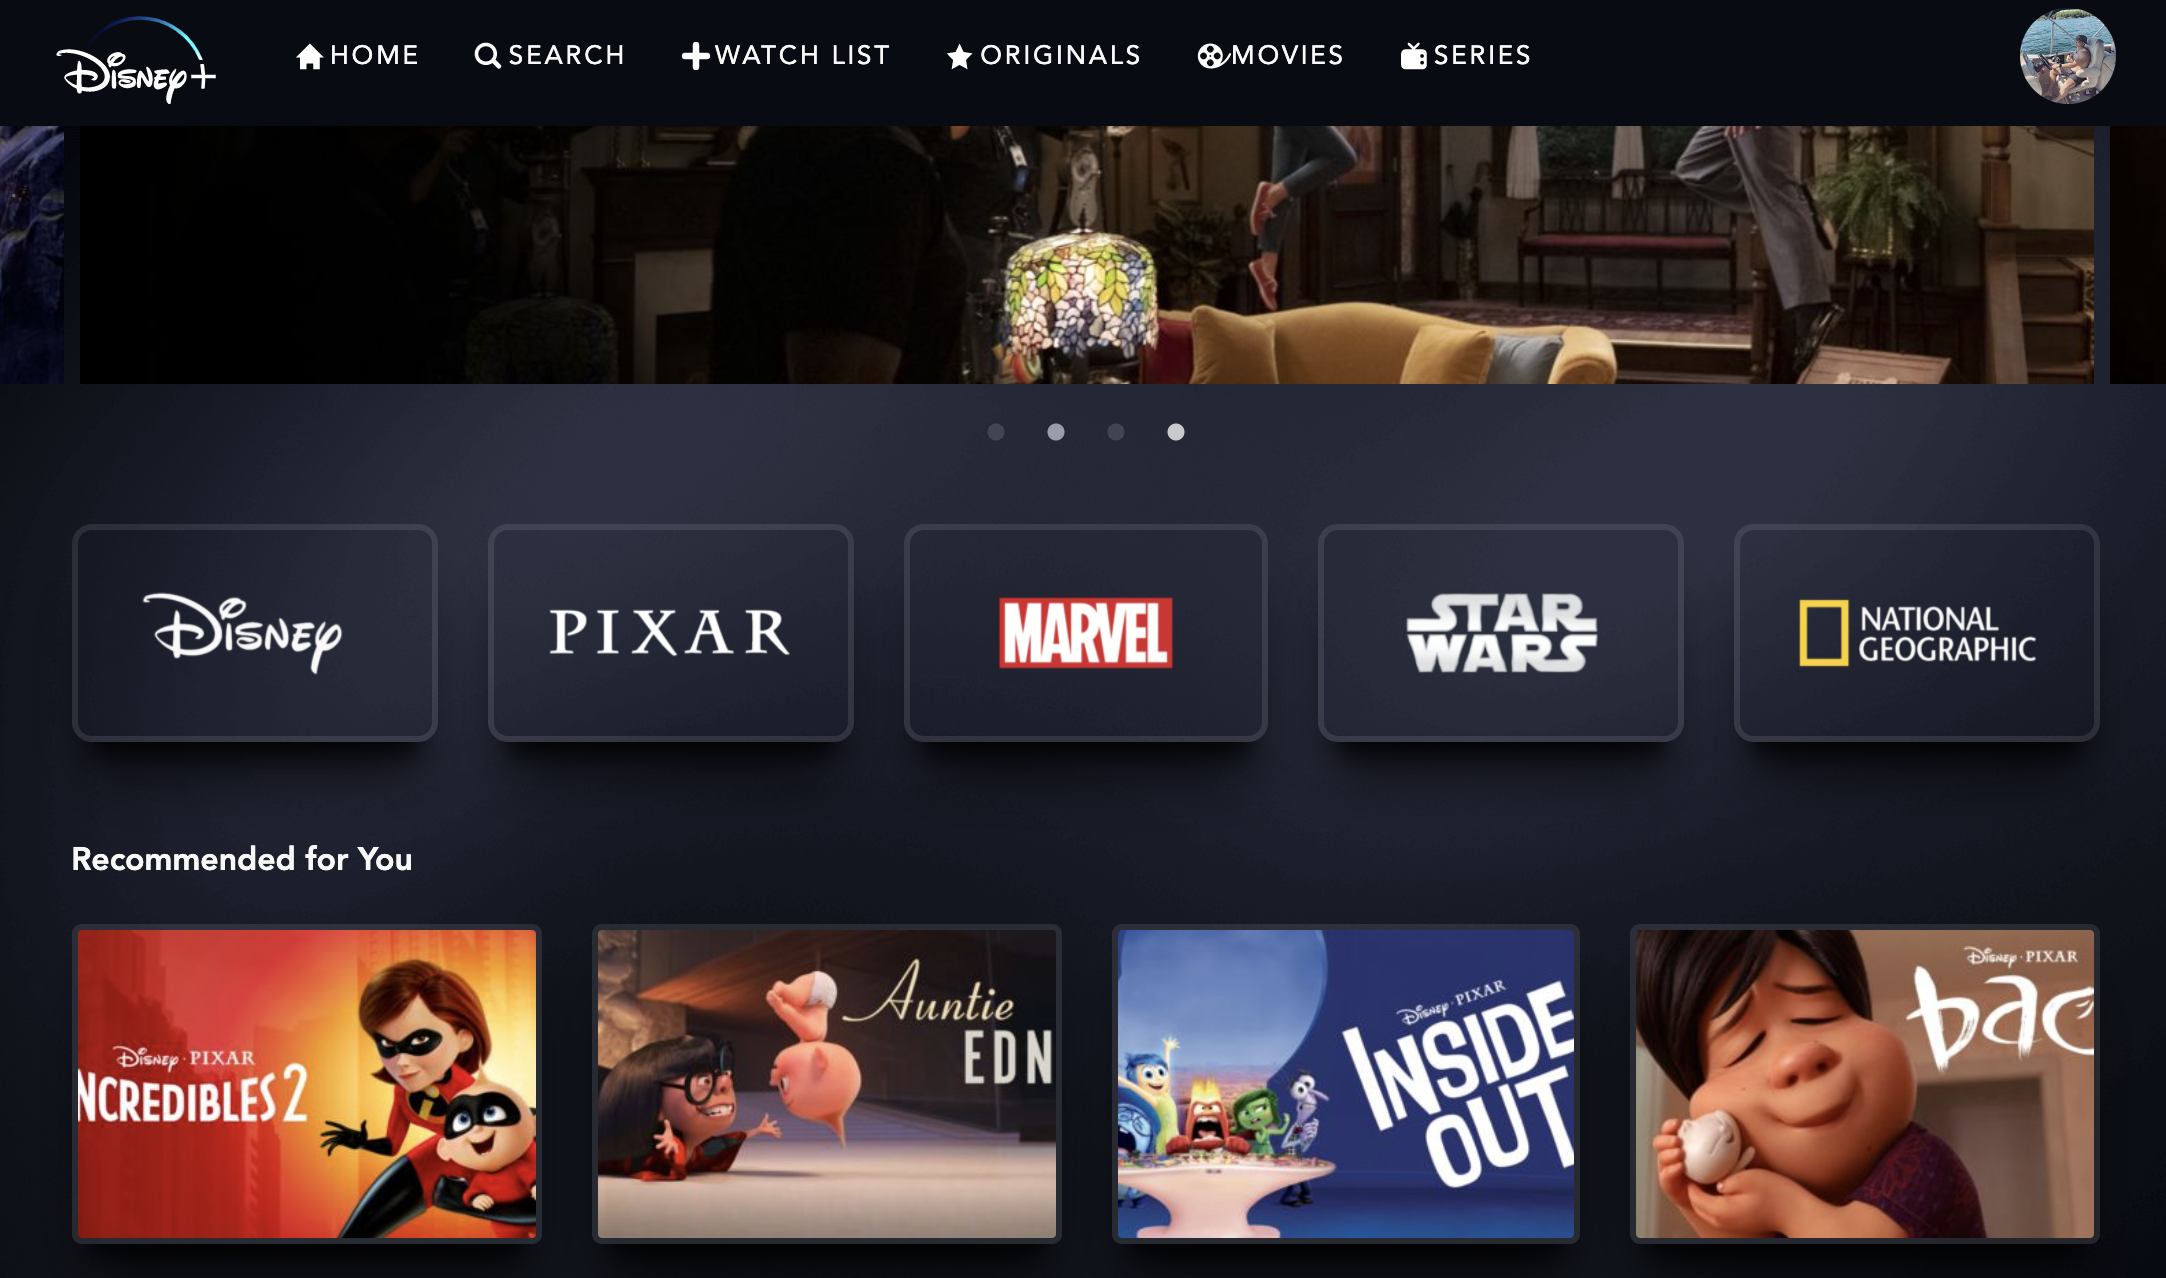 Disney+
HOME
SEARCH
WATCH LIST
ORIGINALS
MOVIES
SERIES
Disney
PIXAR
MARVEL
STAR
WARS
NATIONAL
GEOGRAPHIC
Recommended for You
Disney·PIXAR
NCREDIBLES 2
Auntie
EDN
Disney·PIXAR
INSIDE
OUT
Disney·PIXAR
bao